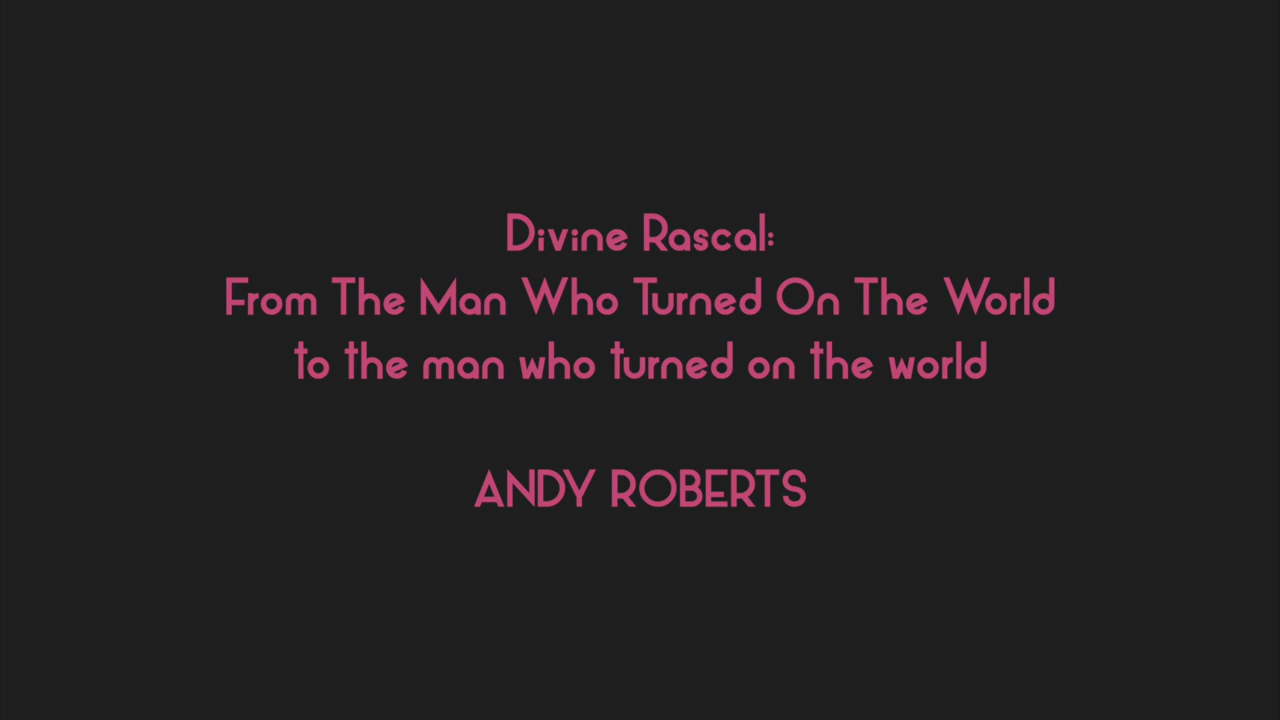 Divine Rascal:
From The Man Who Turned On The World
to the man who turned on the world
ANDY ROBERTS